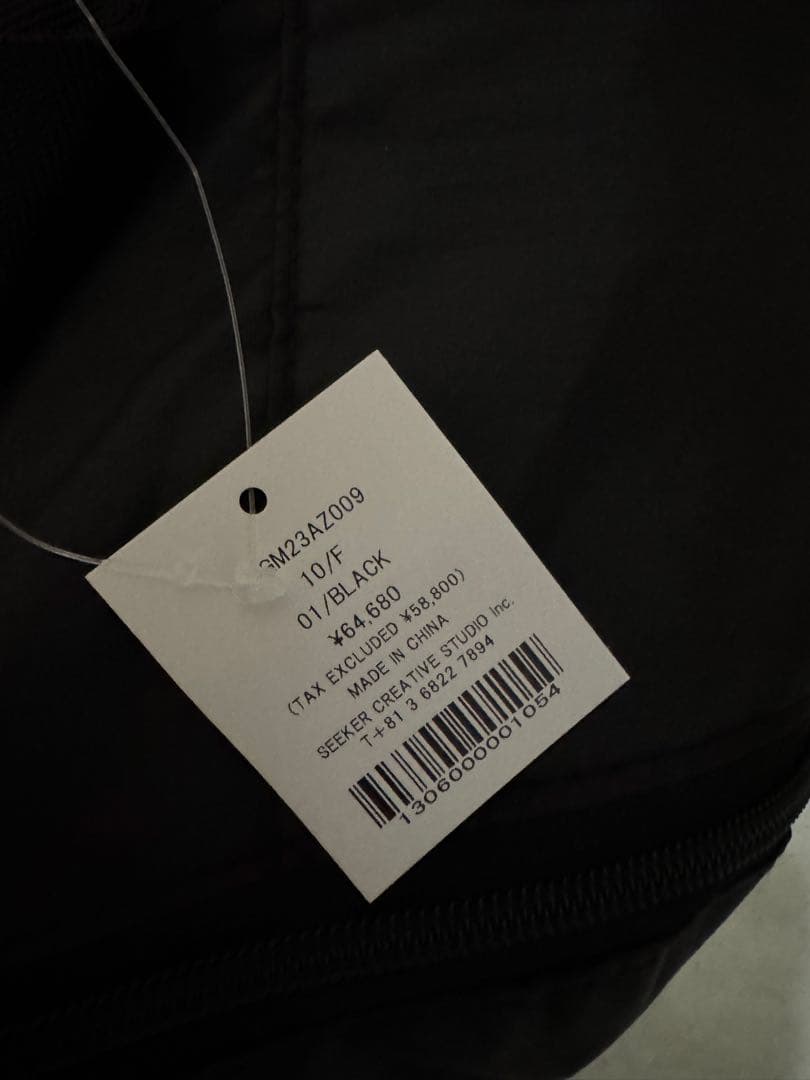 GM23AZ009
10/F
01/BLACK
¥64,680
(TAX EXCLUDED ¥58,800)
MADE IN CHINA
SEEKER CREATIVE STUDIO Inc.
T+81 3 6822 7894
1306000001054